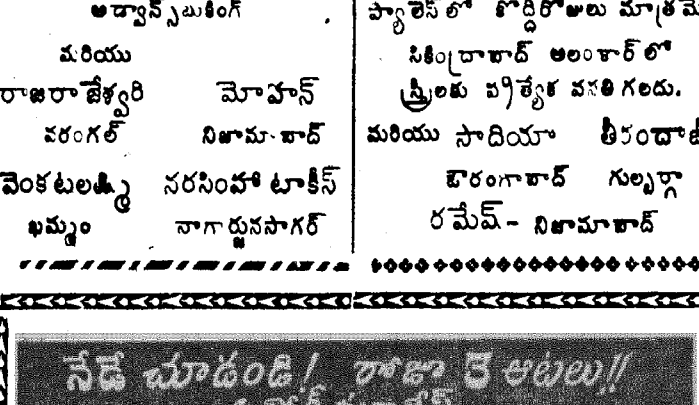 అడ్వాన్సుబుకింగ్
మరియు
రాజరాజేశ్వరి మోహన్
వరంగల్ నిజామాబాద్
వెంకటలక్ష్మి నరసింహా టాకీస్
ఖమ్మం నాగార్జునసాగర్
ప్యాలెస్ లో కొద్దిరోజులు మాత్రమే
సికింద్రాబాద్ అలంకార్ లో
స్త్రీలకు ప్రత్యేక వసతి గలదు.
మరియు సాదియా
ఔరంగాబాద్ గుల్బర్గా
రమేష్ - నిజామాబాద్
నేడే చూడండి! రోజూ 5 ఆటలు!!